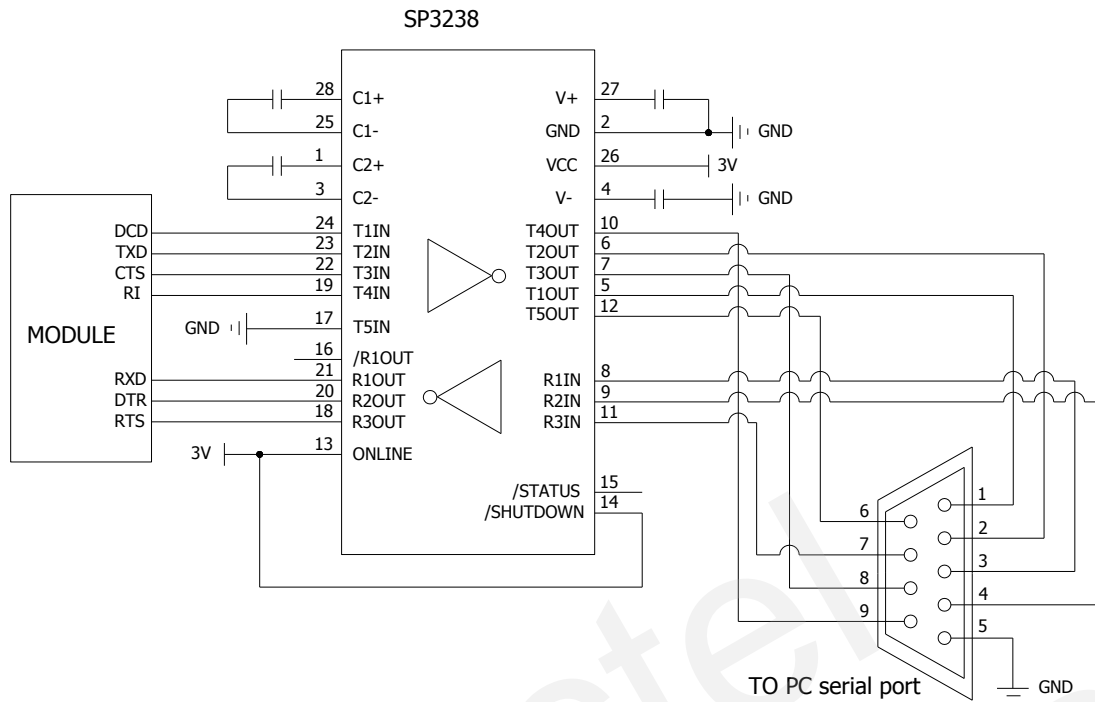 SP3238
28 C1+ V+ 27
25 C1- GND 2 GND
1 C2+ VCC 26 3V
3 C2- V- 4 GND
DCD 24 T1IN T4OUT 10
TXD 23 T2IN T2OUT 6
CTS 22 T3IN T3OUT 7
RI 19 T4IN T1OUT 5
GND 17 T5IN T5OUT 12
MODULE
16 /R1OUT
RXD 21 R1OUT R1IN 8
DTR 20 R2OUT R2IN 9
RTS 18 R3OUT R3IN 11
3V 13 ONLINE
/STATUS 15
/SHUTDOWN 14
6 1
7 2
8 3
9 4
5
TO PC serial port GND